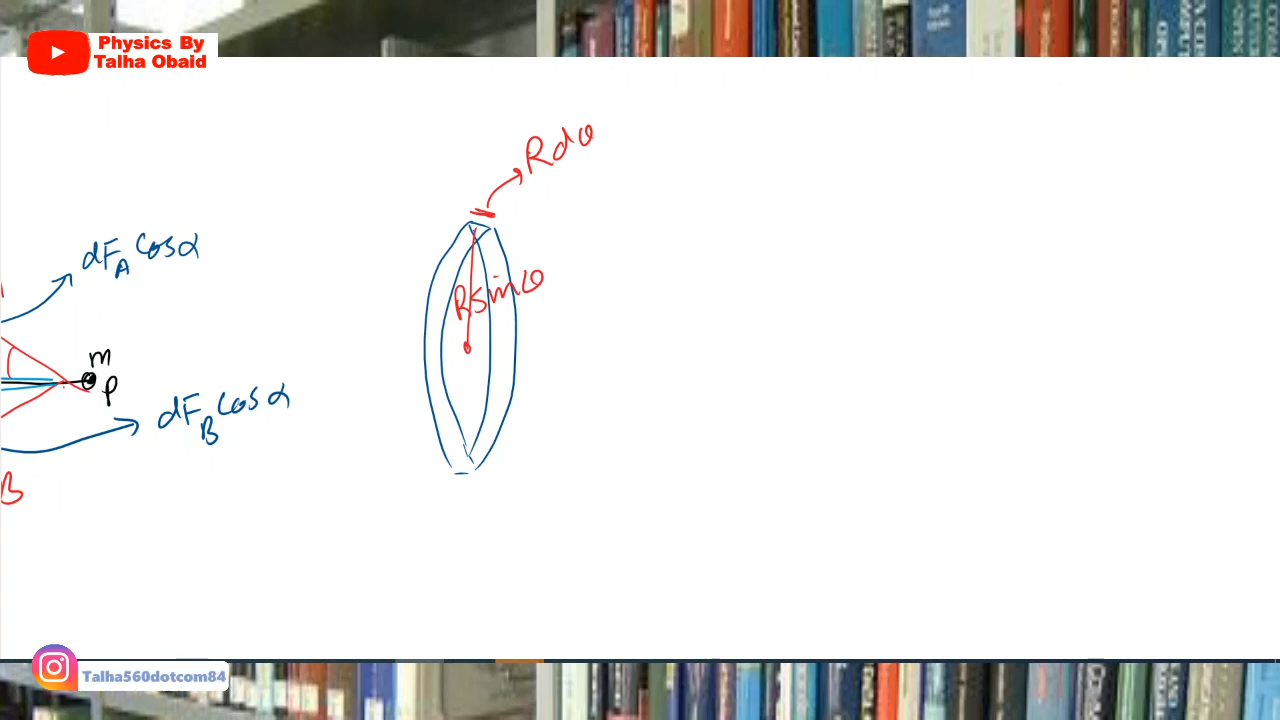 Physics By
Talha Obaid
Rdθ
dF_A Cosα
Rsinθ
m
P
dF_B Cosα
B
Talha560dotcom84